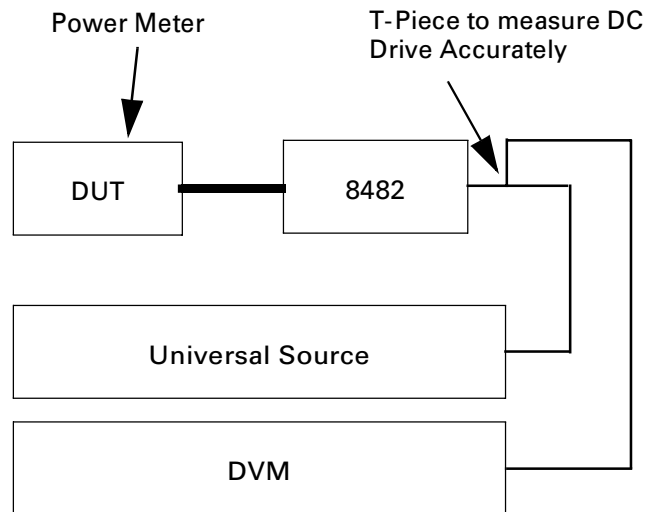 Power Meter
T-Piece to measure DC
Drive Accurately
DUT
8482
Universal Source
DVM